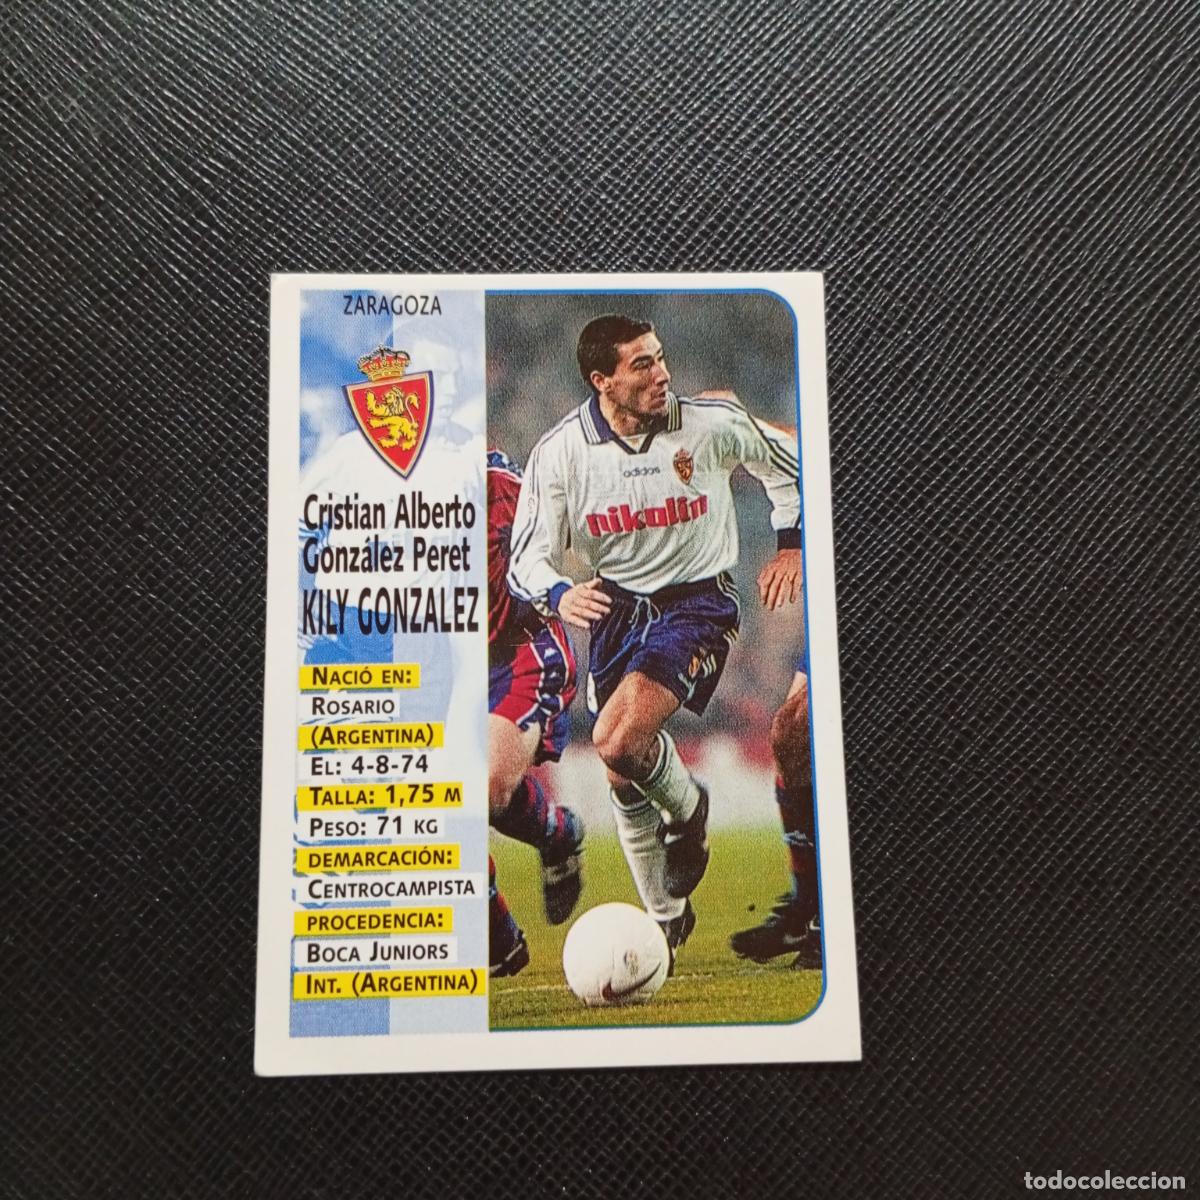 ZARAGOZA
Cristian Alberto
González Peret
KILY GONZALEZ
NACIÓ EN:
ROSARIO
(ARGENTINA)
EL: 4-8-74
TALLA: 1,75 M
PESO: 71 KG
DEMARCACIÓN:
CENTROCAMPISTA
PROCEDENCIA:
BOCA JUNIORS
INT. (ARGENTINA)
adidas
pikolin
todocoleccion